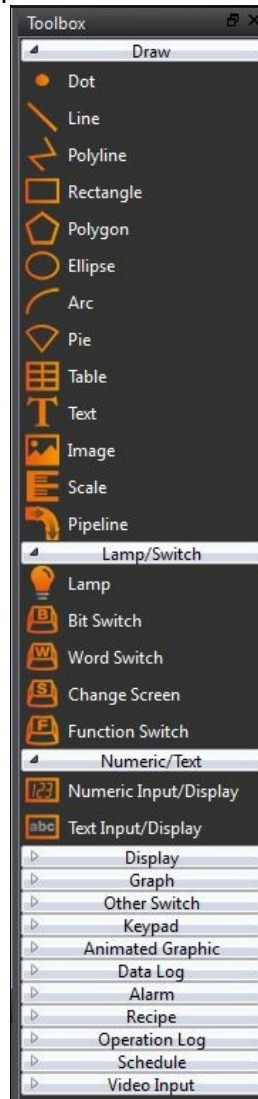 Toolbox
Draw
Dot
Line
Polyline
Rectangle
Polygon
Ellipse
Arc
Pie
Table
T Text
Image
Scale
Pipeline
Lamp/Switch
Lamp
B Bit Switch
W Word Switch
S Change Screen
F Function Switch
Numeric/Text
123 Numeric Input/Display
abc Text Input/Display
Display
Graph
Other Switch
Keypad
Animated Graphic
Data Log
Alarm
Recipe
Operation Log
Schedule
Video Input